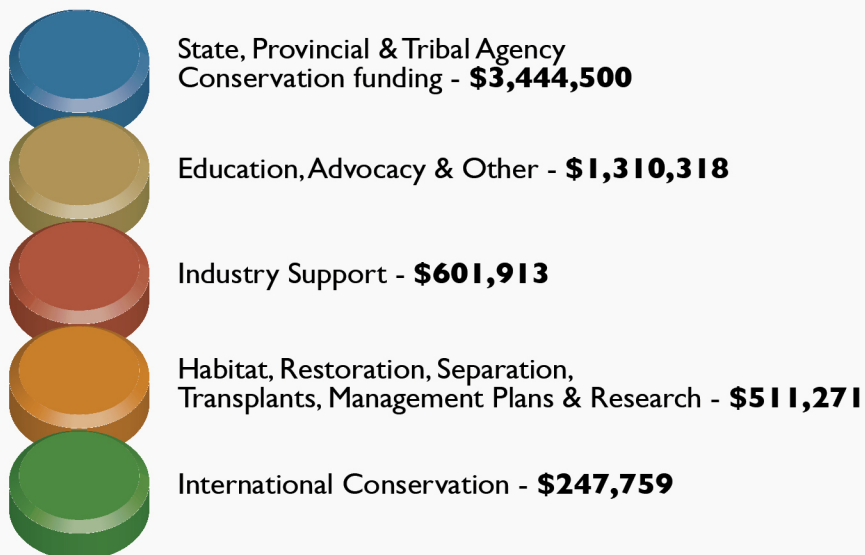 State, Provincial & Tribal Agency
Conservation funding - $3,444,500
Education, Advocacy & Other - $1,310,318
Industry Support - $601,913
Habitat, Restoration, Separation,
Transplants, Management Plans & Research - $511,271
International Conservation - $247,759